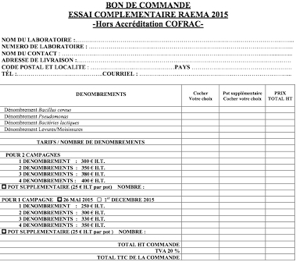 BON DE COMMANDE
ESSAI COMPLEMENTAIRE RAEMA 2015
-Hors Accréditation COFRAC-
NOM DU LABORATOIRE :
NUMERO DE LABORATOIRE :
NOM DU CONTACT :
ADRESSE DE LIVRAISON :
CODE POSTAL ET LOCALITE : PAYS
TÉL : COURRIEL :
DENOMBREMENTS Cocher Votre choix Pot supplémentaire Cocher votre choix PRIX TOTAL HT
Dénombrement Bacillus cereus
Dénombrement Pseudomonas
Dénombrement Bactéries lactiques
Dénombrement Levures/Moisissures
TARIFS / NOMBRE DE DENOMBREMENTS
POUR 2 CAMPAGNES
1 DENOMBREMENT : 300 € H.T.
2 DENOMBREMENTS : 350 € H.T.
3 DENOMBREMENTS : 380 € H.T.
4 DENOMBREMENTS : 400 € H.T.
POT SUPPLEMENTAIRE (25 € H.T par pot) NOMBRE :
POUR 1 CAMPAGNE 26 MAI 2015 1er DECEMBRE 2015
1 DENOMBREMENT : 250 € H.T.
2 DENOMBREMENTS : 300 € H.T.
3 DENOMBREMENTS : 330 € H.T.
4 DENOMBREMENTS : 350 € H.T.
POT SUPPLEMENTAIRE (25 € H.T par pot ) NOMBRE :
TOTAL HT COMMANDE
TVA 20 %
TOTAL TTC DE LA COMMANDE